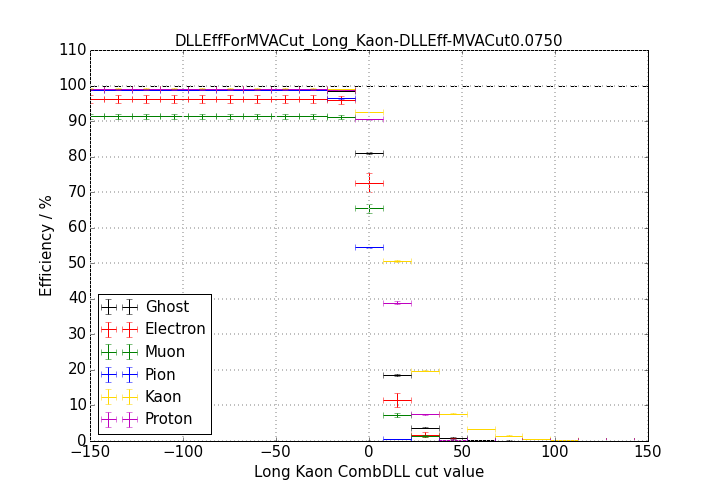 DLLEffForMVACut_Long_Kaon-DLLEff-MVACut0.0750
110
100
90
80
70
60
50
40
30
20
10
0
Efficiency / %
Ghost
Electron
Muon
Pion
Kaon
Proton
−150 −100 −50 0 50 100 150
Long Kaon CombDLL cut value